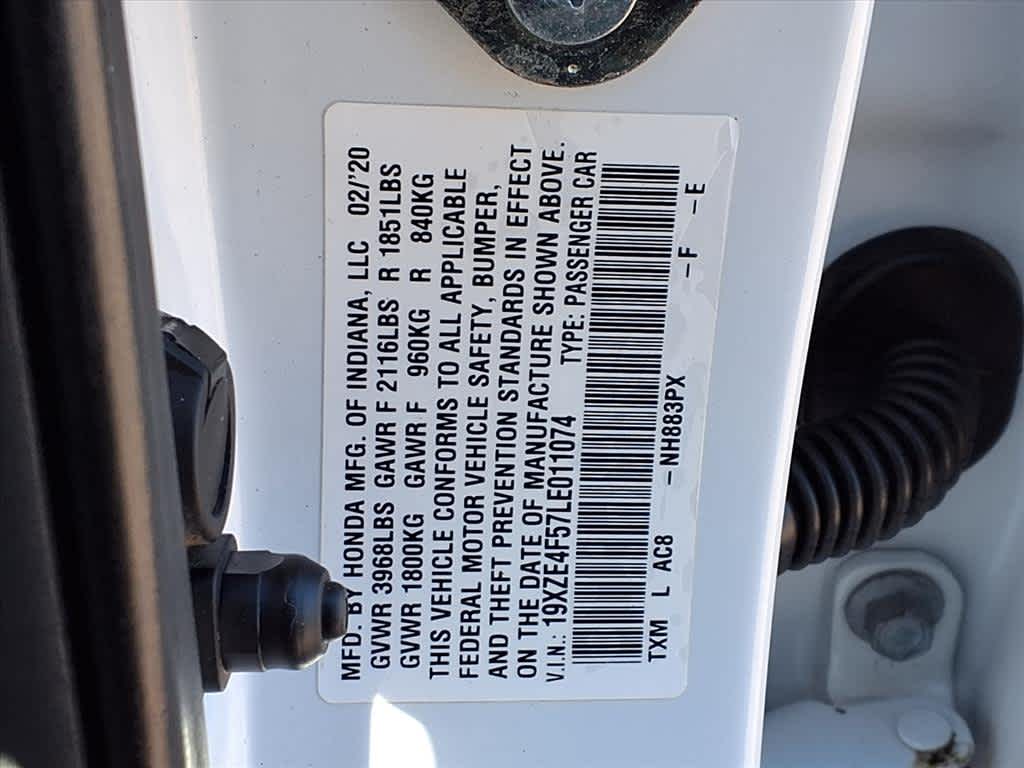 MFD. BY HONDA MFG. OF INDIANA, LLC 02/'20
GVWR 3968LBS GAWR F 2116LBS R 1851LBS
GVWR 1800KG GAWR F 960KG R 840KG
THIS VEHICLE CONFORMS TO ALL APPLICABLE
FEDERAL MOTOR VEHICLE SAFETY, BUMPER,
AND THEFT PREVENTION STANDARDS IN EFFECT
ON THE DATE OF MANUFACTURE SHOWN ABOVE.
V.I.N.: 19XZE4F57LE011074 TYPE: PASSENGER CAR
TXM L AC8 -NH883PX -F -E